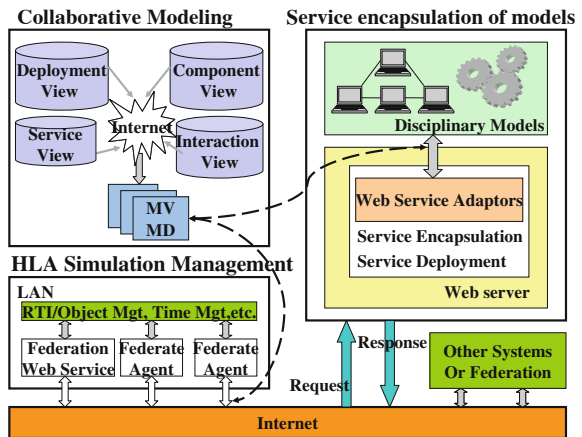 Collaborative Modeling
Deployment
View
Component
View
Internet
Service
View
Interaction
View
MV
MD
Service encapsulation of models
Disciplinary Models
Web Service Adaptors
Service Encapsulation
Service Deployment
Web server
HLA Simulation Management
LAN
RTI/Object Mgt, Time Mgt,etc.
Federation
Web Service
Federate
Agent
Federate
Agent
Request
Response
Other Systems
Or Federation
Internet